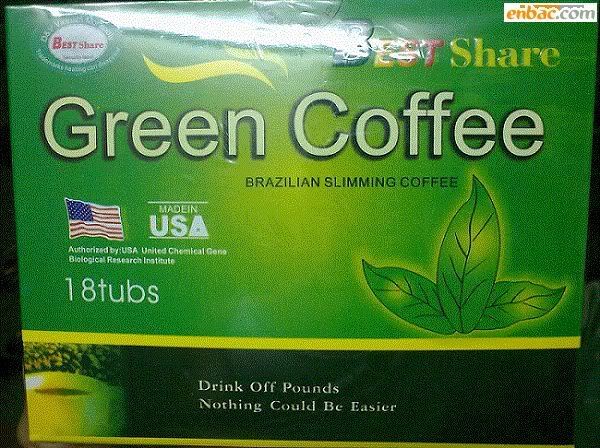 enbac.com
BEST Share
BEST Share
Green Coffee
BRAZILIAN SLIMMING COFFEE
MADE IN
USA
Authorized by:USA United Chemical Gene
Biological Research Institute
18tubs
Drink Off Pounds
Nothing Could Be Easier